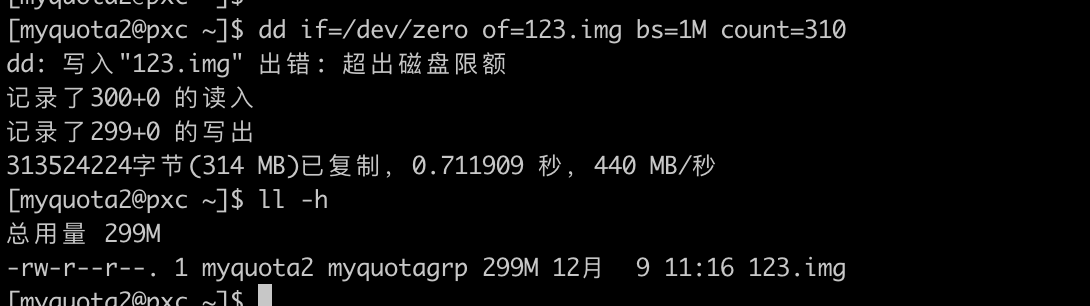 [myquota2@pxc ~]$
[myquota2@pxc ~]$ dd if=/dev/zero of=123.img bs=1M count=310
dd: 写入"123.img" 出错: 超出磁盘限额
记录了300+0 的读入
记录了299+0 的写出
313524224字节(314 MB)已复制，0.711909 秒，440 MB/秒
[myquota2@pxc ~]$ ll -h
总用量 299M
-rw-r--r--. 1 myquota2 myquotagrp 299M 12月  9 11:16 123.img
[myquota2@pxc ~]$